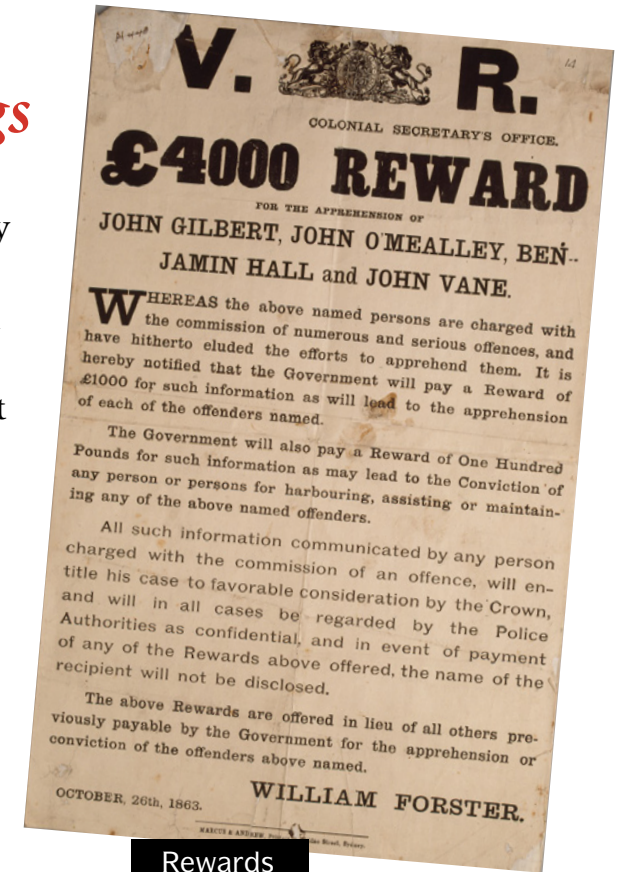 gs
y
t
V. R.
14
COLONIAL SECRETARY'S OFFICE.
£4000 REWARD
FOR THE APPREHENSION OF
JOHN GILBERT, JOHN O'MEALLEY, BEN-
JAMIN HALL and JOHN VANE.
WHEREAS the above named persons are charged with
the commission of numerous and serious offences, and
have hitherto eluded the efforts to apprehend them. It is
hereby notified that the Government will pay a Reward of
£1000 for such information as will lead to the apprehension
of each of the offenders named.
The Government will also pay a Reward of One Hundred
Pounds for such information as may lead to the Conviction of
any person or persons for harbouring, assisting or maintain-
ing any of the above named offenders.
All such information communicated by any person
charged with the commission of an offence, will en-
title his case to favorable consideration by the Crown,
and will in all cases be regarded by the Police
Authorities as confidential, and in event of payment
of any of the Rewards above offered, the name of the
recipient will not be disclosed.
The above Rewards are offered in lieu of all others pre-
viously payable by the Government for the apprehension or
conviction of the offenders above named.
WILLIAM FORSTER.
OCTOBER, 26th, 1863.
MARCUS & ANDREW, Street, Sydney.
Rewards